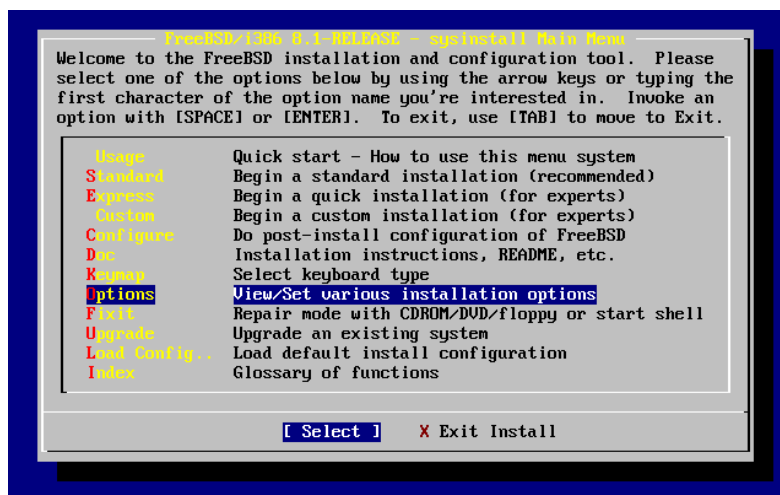 FreeBSD/i386 8.1-RELEASE - sysinstall Main Menu
Welcome to the FreeBSD installation and configuration tool.  Please
select one of the options below by using the arrow keys or typing the
first character of the option name you're interested in.  Invoke an
option with [SPACE] or [ENTER].  To exit, use [TAB] to move to Exit.
Usage Quick start - How to use this menu system
Standard Begin a standard installation (recommended)
Express Begin a quick installation (for experts)
Custom Begin a custom installation (for experts)
Configure Do post-install configuration of FreeBSD
Doc Installation instructions, README, etc.
Keymap Select keyboard type
Options View/Set various installation options
Fixit Repair mode with CDROM/DVD/floppy or start shell
Upgrade Upgrade an existing system
Load Config.. Load default install configuration
Index Glossary of functions
[ Select ] X Exit Install